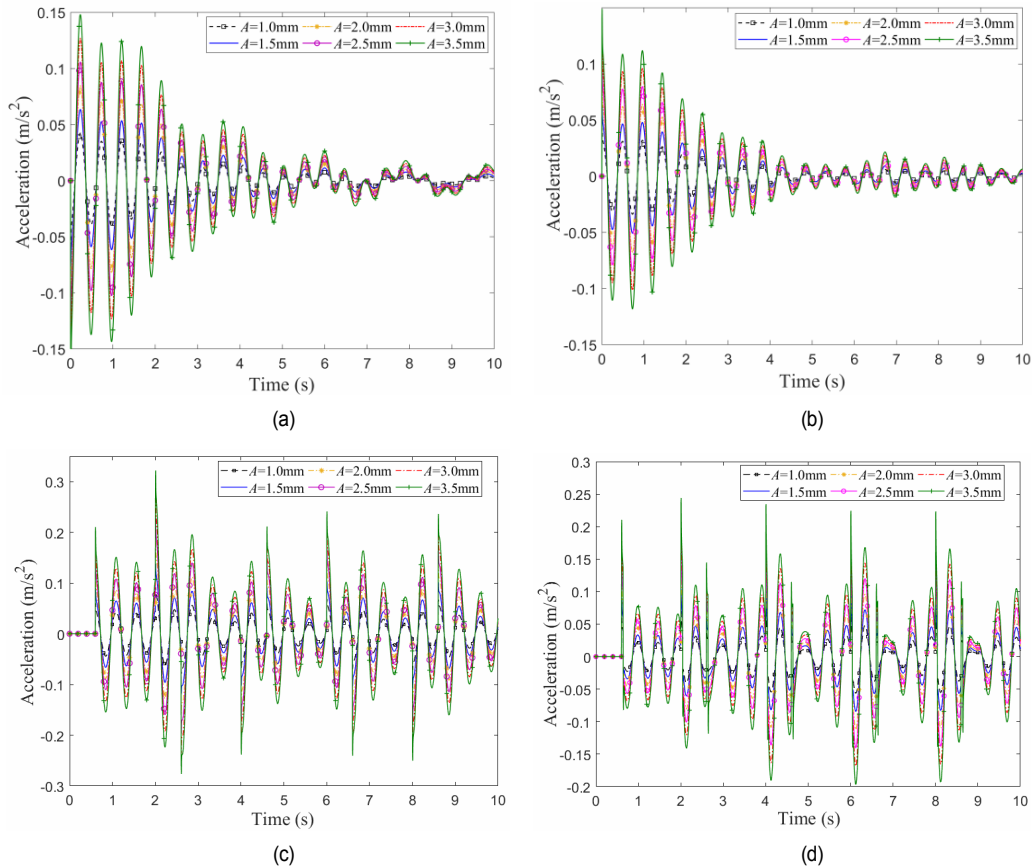 A=1.0mm A=2.0mm A=3.0mm
A=1.5mm A=2.5mm A=3.5mm
0.15
0.1
0.05
0
-0.05
-0.1
-0.15
Acceleration (m/s²)
0 1 2 3 4 5 6 7 8 9 10
Time (s)
(a)
A=1.0mm A=2.0mm A=3.0mm
A=1.5mm A=2.5mm A=3.5mm
0.1
0.05
0
-0.05
-0.1
-0.15
Acceleration (m/s²)
0 1 2 3 4 5 6 7 8 9 10
Time (s)
(b)
A=1.0mm A=2.0mm A=3.0mm
A=1.5mm A=2.5mm A=3.5mm
0.3
0.2
0.1
0
-0.1
-0.2
-0.3
Acceleration (m/s²)
0 1 2 3 4 5 6 7 8 9 10
Time (s)
(c)
A=1.0mm A=2.0mm A=3.0mm
A=1.5mm A=2.5mm A=3.5mm
0.3
0.25
0.2
0.15
0.1
0.05
0
-0.05
-0.1
-0.15
-0.2
Acceleration (m/s²)
0 1 2 3 4 5 6 7 8 9 10
Time (s)
(d)